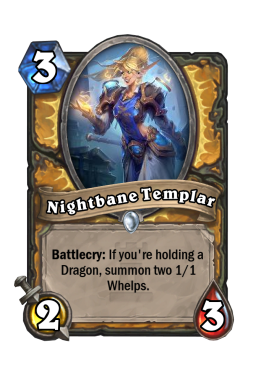 3
Nightbane Templar
Battlecry: If you're holding a
Dragon, summon two 1/1
Whelps.
2
3